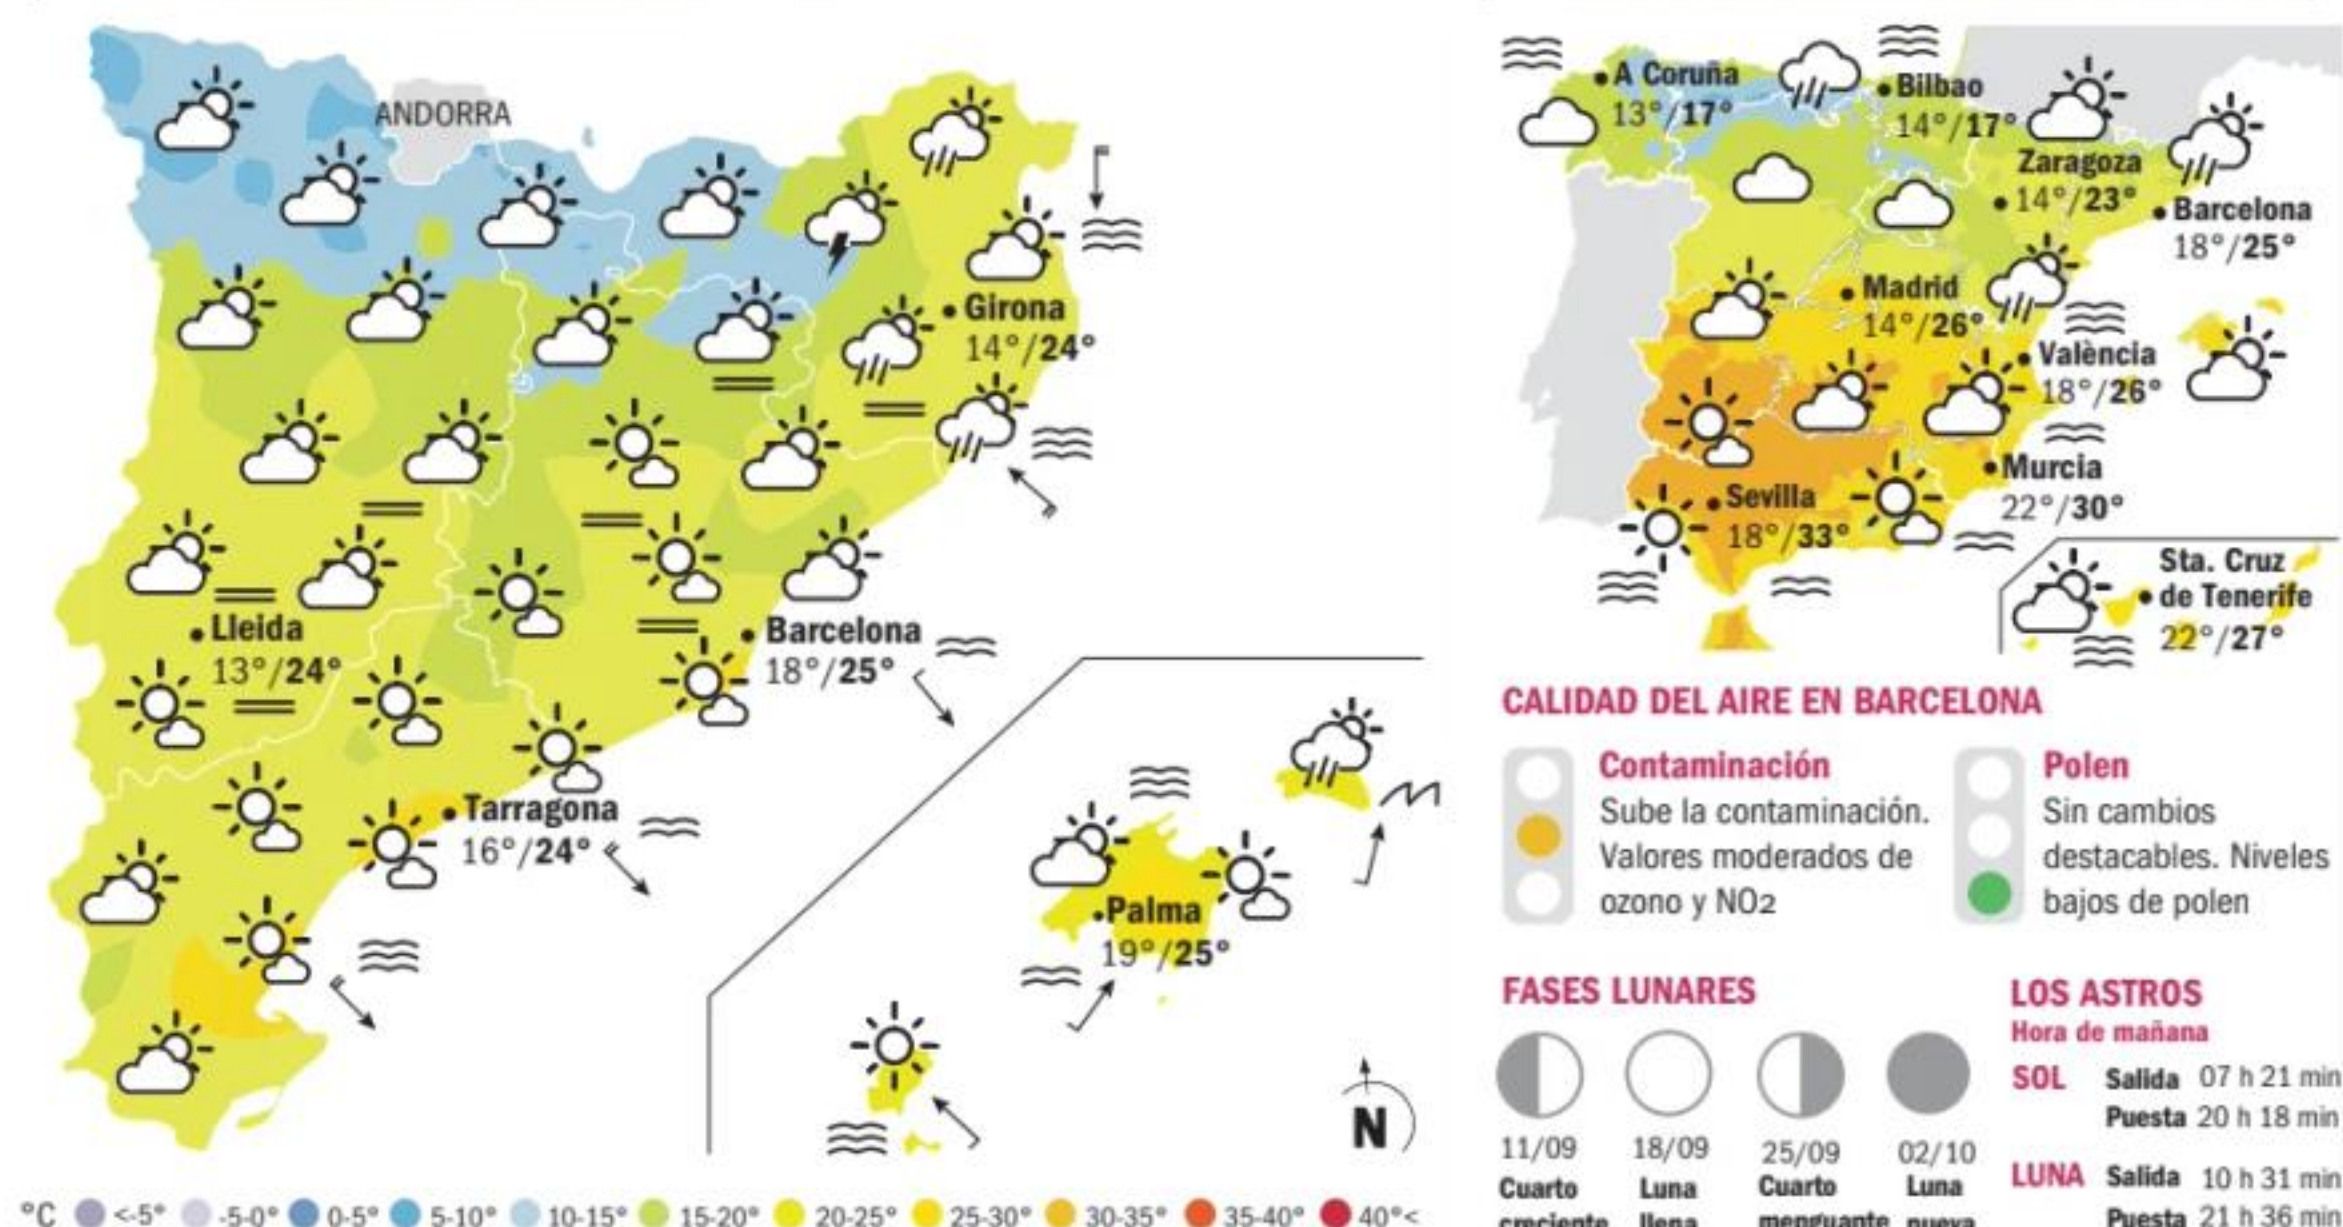 ANDORRA
Girona
14°/24°
Lleida
13°/24°
Barcelona
18°/25°
Tarragona
16°/24°
Palma
19°/25°
N
°C <-5° -5-0° 0-5° 5-10° 10-15° 15-20° 20-25° 25-30° 30-35° 35-40° 40°<
A Coruña
13°/17°
Bilbao
14°/17°
Zaragoza
14°/23°
Barcelona
18°/25°
Madrid
14°/26°
València
18°/26°
Murcia
22°/30°
Sevilla
18°/33°
Sta. Cruz
de Tenerife
22°/27°
CALIDAD DEL AIRE EN BARCELONA
Contaminación
Sube la contaminación.
Valores moderados de
ozono y NO2
Polen
Sin cambios
destacables. Niveles
bajos de polen
FASES LUNARES
11/09
Cuarto
creciente
18/09
Luna
llena
25/09
Cuarto
menguante
02/10
Luna
nueva
LOS ASTROS
Hora de mañana
SOL Salida 07 h 21 min
Puesta 20 h 18 min
LUNA Salida 10 h 31 min
Puesta 21 h 36 min